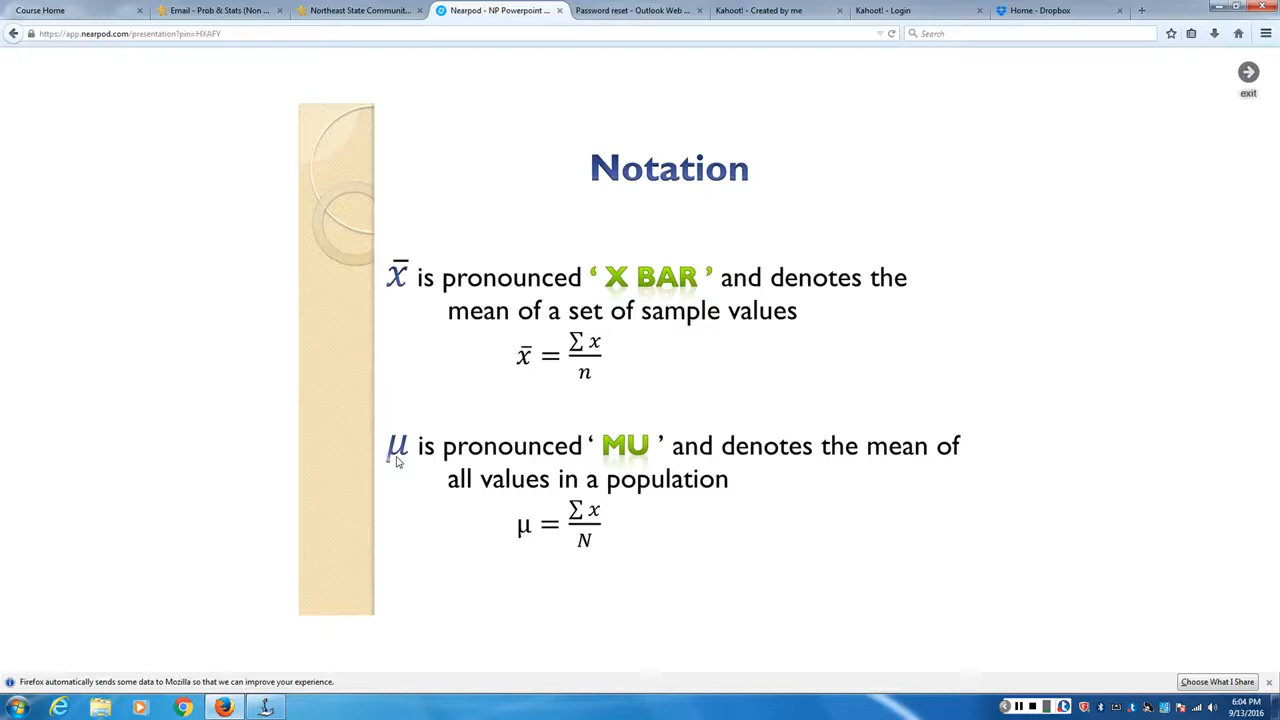 Course Home
Email - Prob & Stats (Non ...
Northeast State Communit...
Nearpod - NP Powerpoint ...
Password reset - Outlook Web ...
Kahoot! - Created by me
Kahoot! - Login
Home - Dropbox
https://app.nearpod.com/presentation?pin=HXAFY
Search
exit
Notation
x̄ is pronounced ‘ X BAR ’ and denotes the
mean of a set of sample values
x̄ = ∑ x / n
μ is pronounced ‘ MU ’ and denotes the mean of
all values in a population
μ = ∑ x / N
Firefox automatically sends some data to Mozilla so that we can improve your experience.
Choose What I Share
6:04 PM
9/13/2016